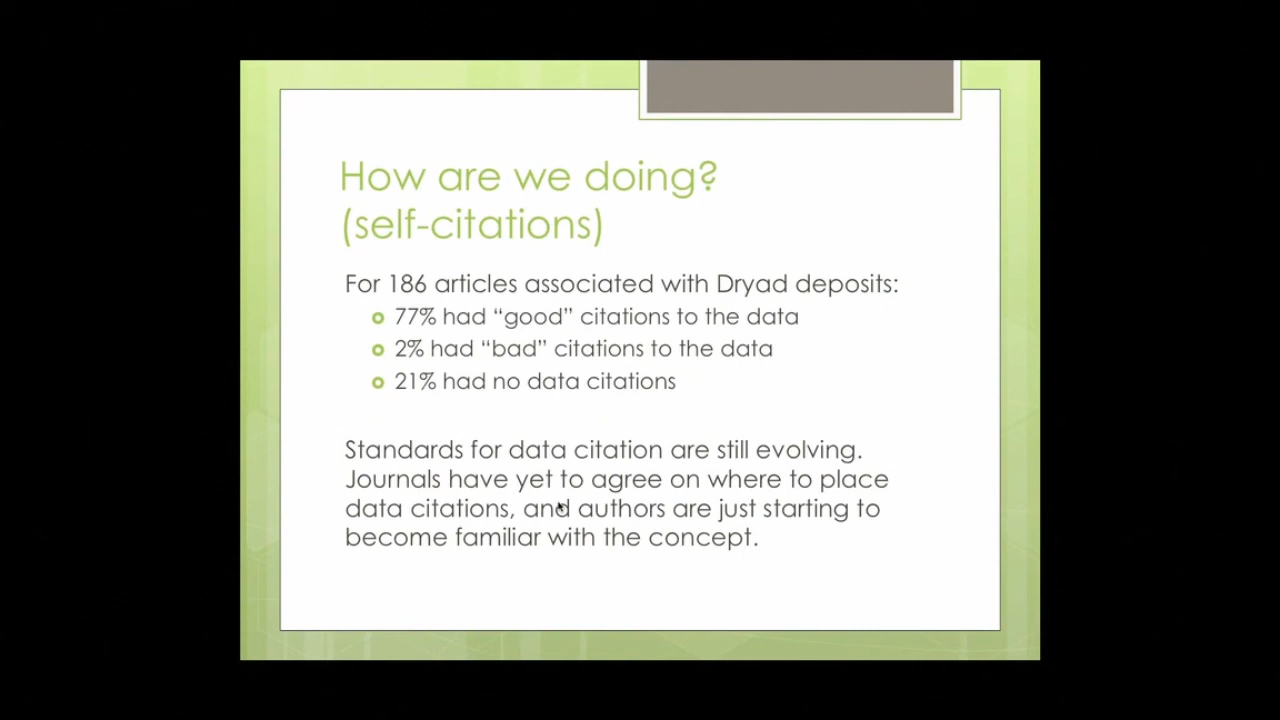 How are we doing?
(self-citations)
For 186 articles associated with Dryad deposits:
77% had “good” citations to the data
2% had “bad” citations to the data
21% had no data citations
Standards for data citation are still evolving.
Journals have yet to agree on where to place
data citations, and authors are just starting to
become familiar with the concept.